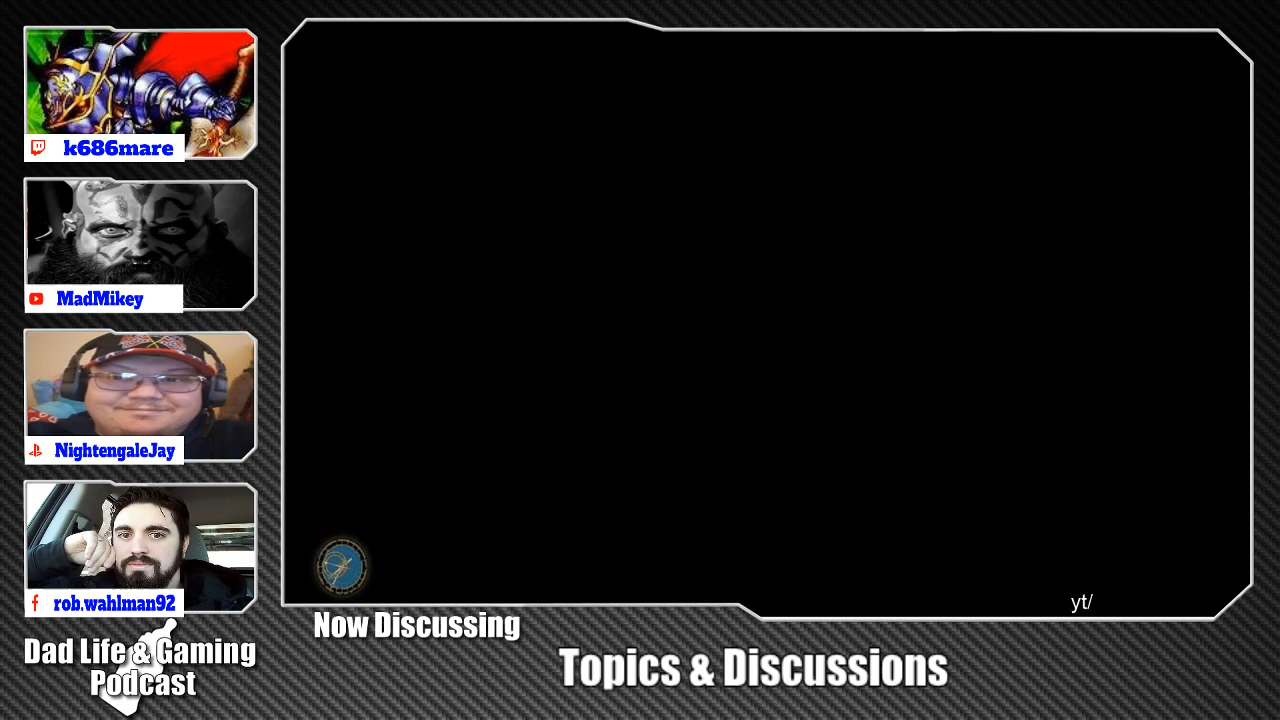 k686mare
MadMikey
NightengaleJay
rob.wahlman92
Dad Life & Gaming
Podcast
yt/
Now Discussing
Topics & Discussions